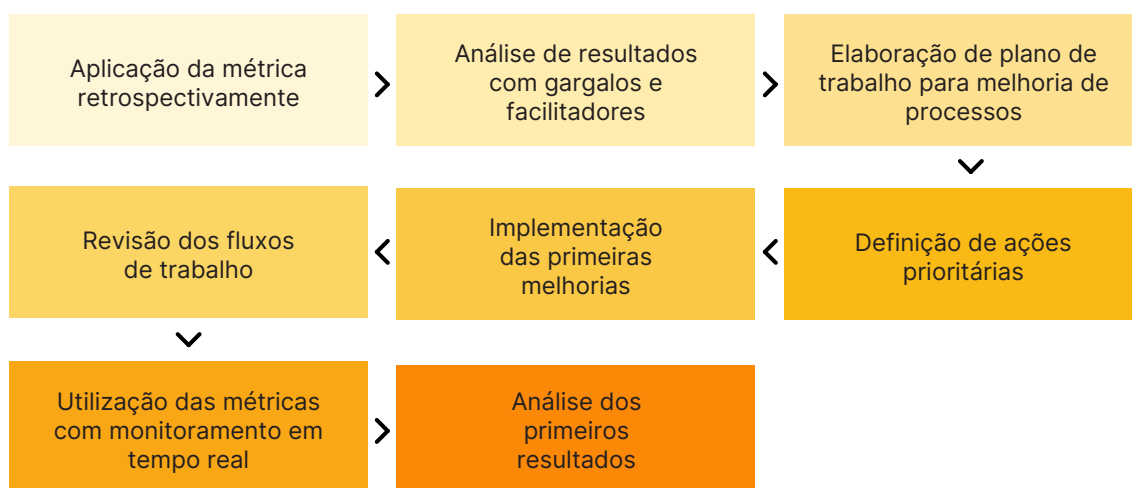 Aplicação da métrica
retrospectivamente
Análise de resultados
com gargalos e
facilitadores
Elaboração de plano de
trabalho para melhoria de
processos
Definição de ações
prioritárias
Implementação
das primeiras
melhorias
Revisão dos fluxos
de trabalho
Utilização das métricas
com monitoramento em
tempo real
Análise dos
primeiros
resultados